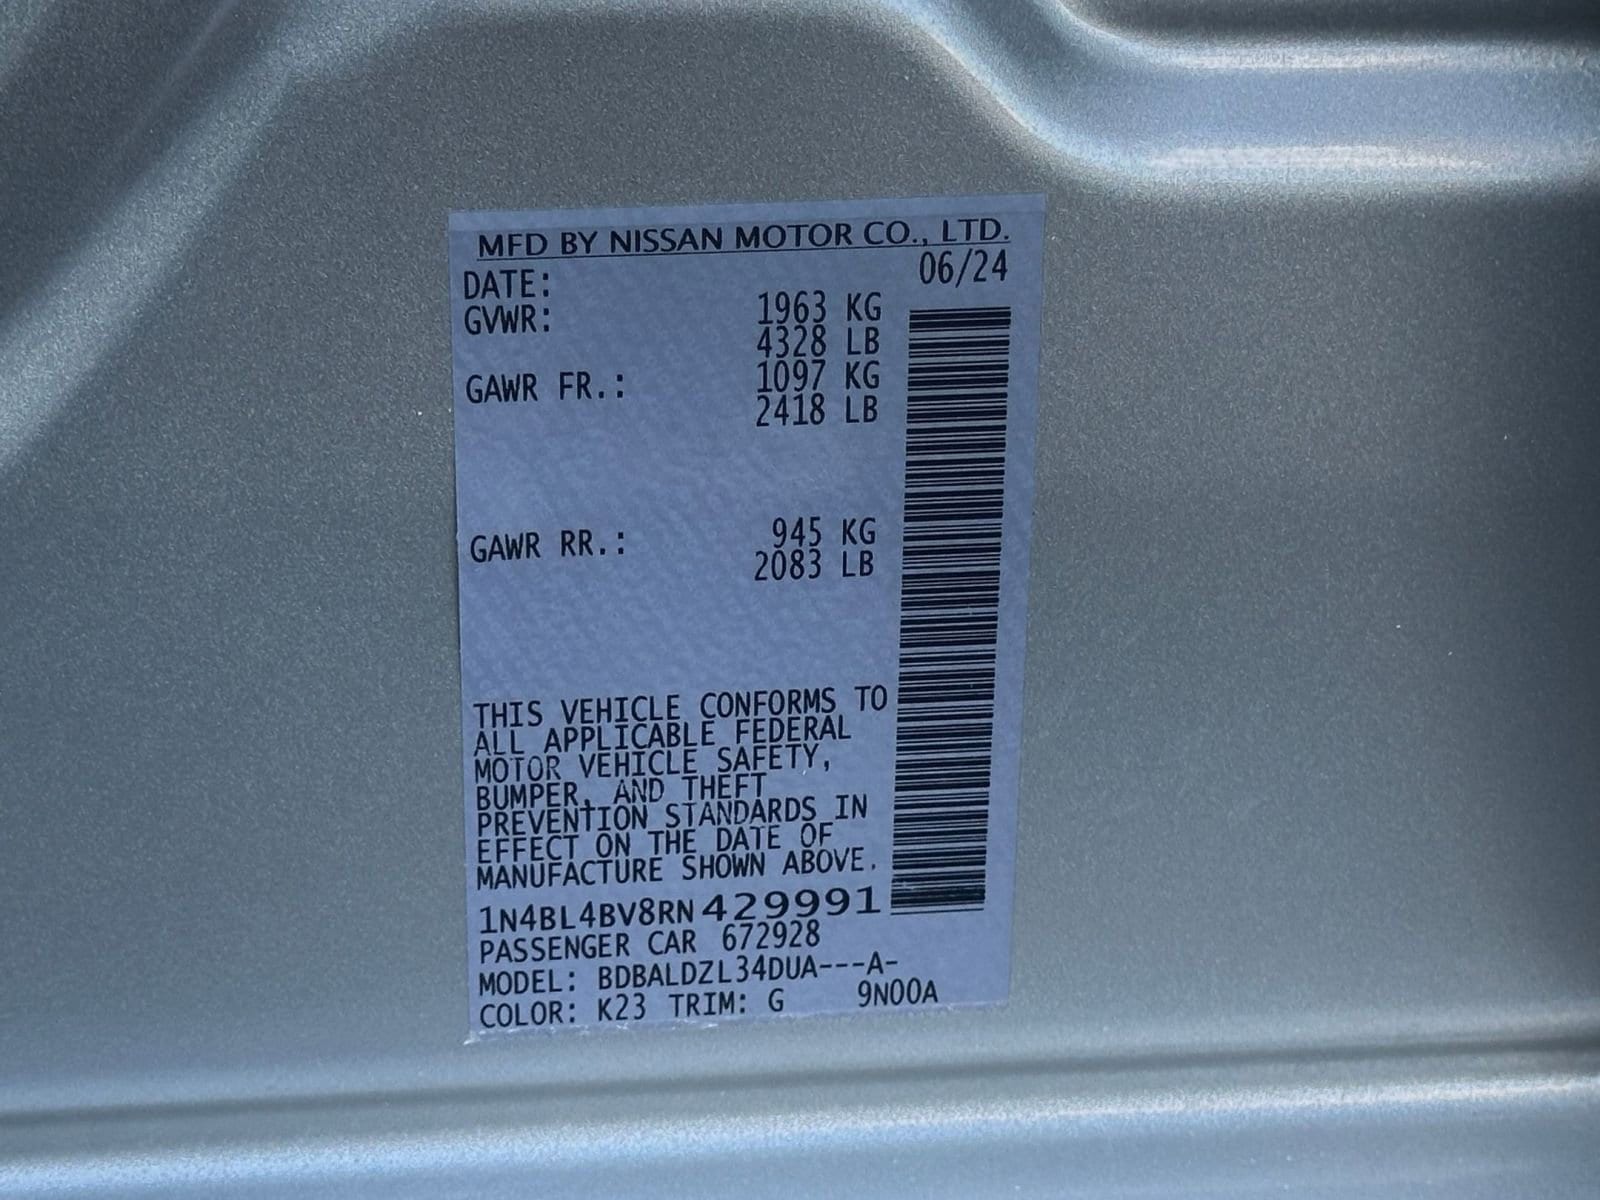 MFD BY NISSAN MOTOR CO., LTD.
DATE: 06/24
GVWR: 1963 KG
4328 LB
GAWR FR.: 1097 KG
2418 LB
GAWR RR.: 945 KG
2083 LB
THIS VEHICLE CONFORMS TO
ALL APPLICABLE FEDERAL
MOTOR VEHICLE SAFETY,
BUMPER, AND THEFT
PREVENTION STANDARDS IN
EFFECT ON THE DATE OF
MANUFACTURE SHOWN ABOVE.
1N4BL4BV8RN429991
PASSENGER CAR 672928
MODEL: BDBALDZL34DUA---A-
COLOR: K23 TRIM: G 9N00A